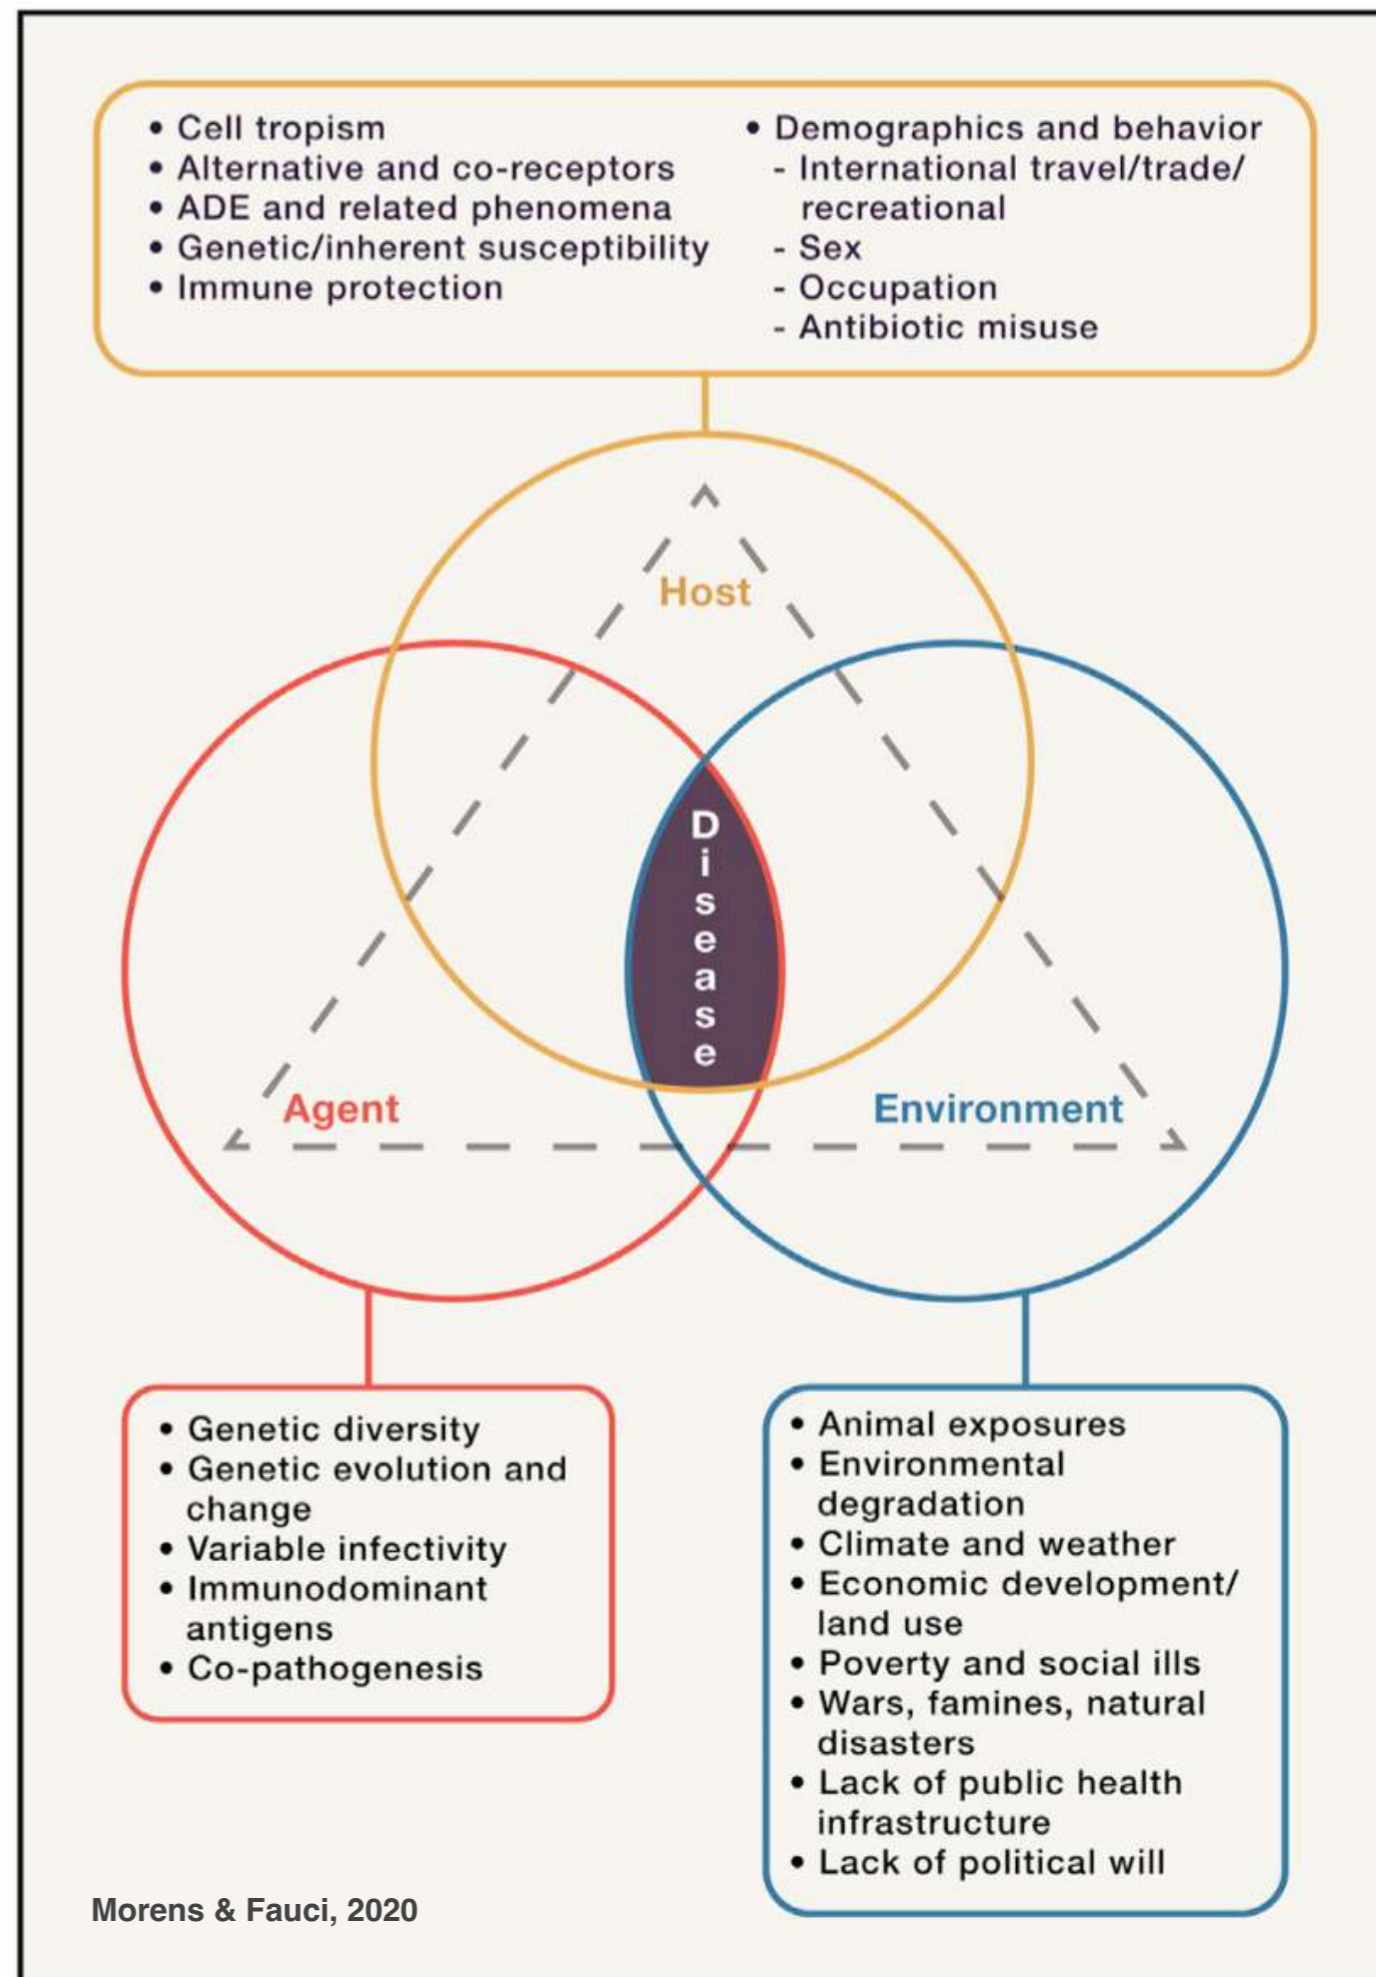 • Cell tropism
• Alternative and co-receptors
• ADE and related phenomena
• Genetic/inherent susceptibility
• Immune protection
• Demographics and behavior
- International travel/trade/
recreational
- Sex
- Occupation
- Antibiotic misuse
Host
Disease
Agent
Environment
• Genetic diversity
• Genetic evolution and
change
• Variable infectivity
• Immunodominant
antigens
• Co-pathogenesis
• Animal exposures
• Environmental
degradation
• Climate and weather
• Economic development/
land use
• Poverty and social ills
• Wars, famines, natural
disasters
• Lack of public health
infrastructure
• Lack of political will
Morens & Fauci, 2020